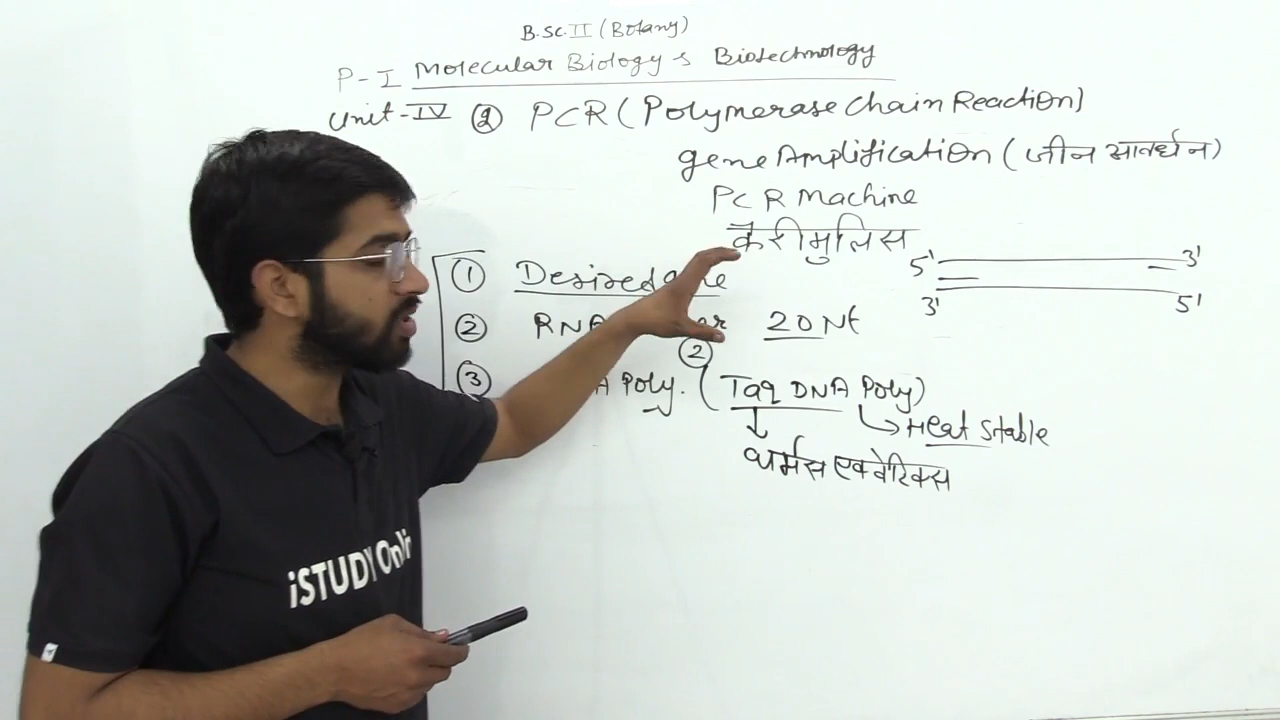 B.Sc.II (Botany)
P-I Molecular Biology & Biotechnology
Unit-IV ② PCR (Polymerase Chain Reaction)
gene Amplification (जीन आवर्धन)
PCR Machine
कैरीमुलिस
5' 3'
3' 5'
① Desired
② 20 Nt
②
③ Poly. (Taq DNA Poly)
↓ Heat Stable
थर्मस एक्वेटिक्स
iSTUDY